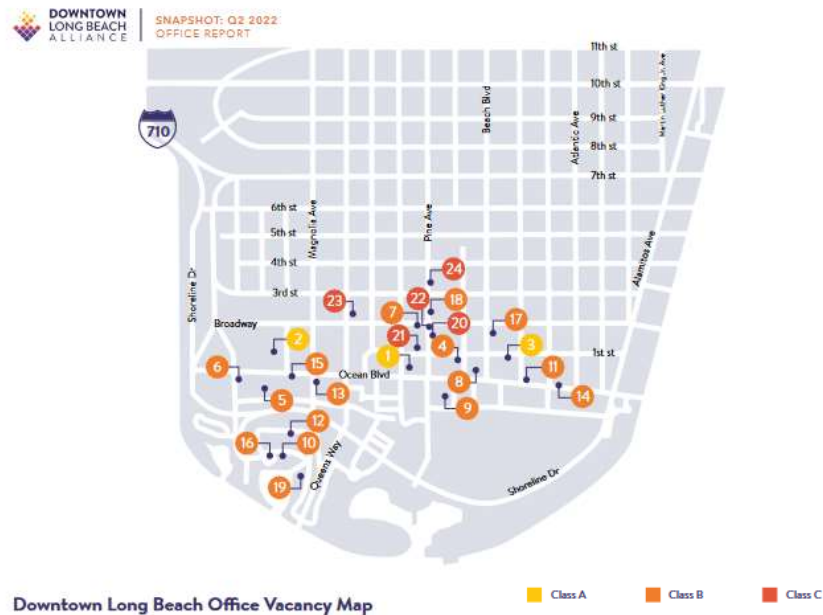 DOWNTOWN
LONG BEACH
ALLIANCE
SNAPSHOT: Q2 2022
OFFICE REPORT
11th st
10th st
9th st
8th st
7th st
6th st
5th st
4th st
3rd st
Broadway
1st st
Ocean Blvd
710
Shoreline Dr
Magnolia Ave
Pine Ave
Beach Blvd
Atlantic Ave
Martin Luther King Jr. Ave
Alamitos Ave
Queens Way
Shoreline Dr
24
23
22
18
7
20
17
21
4
2
1
3
6
15
11
8
5
13
14
9
12
16
10
19
Downtown Long Beach Office Vacancy Map
Class A
Class B
Class C